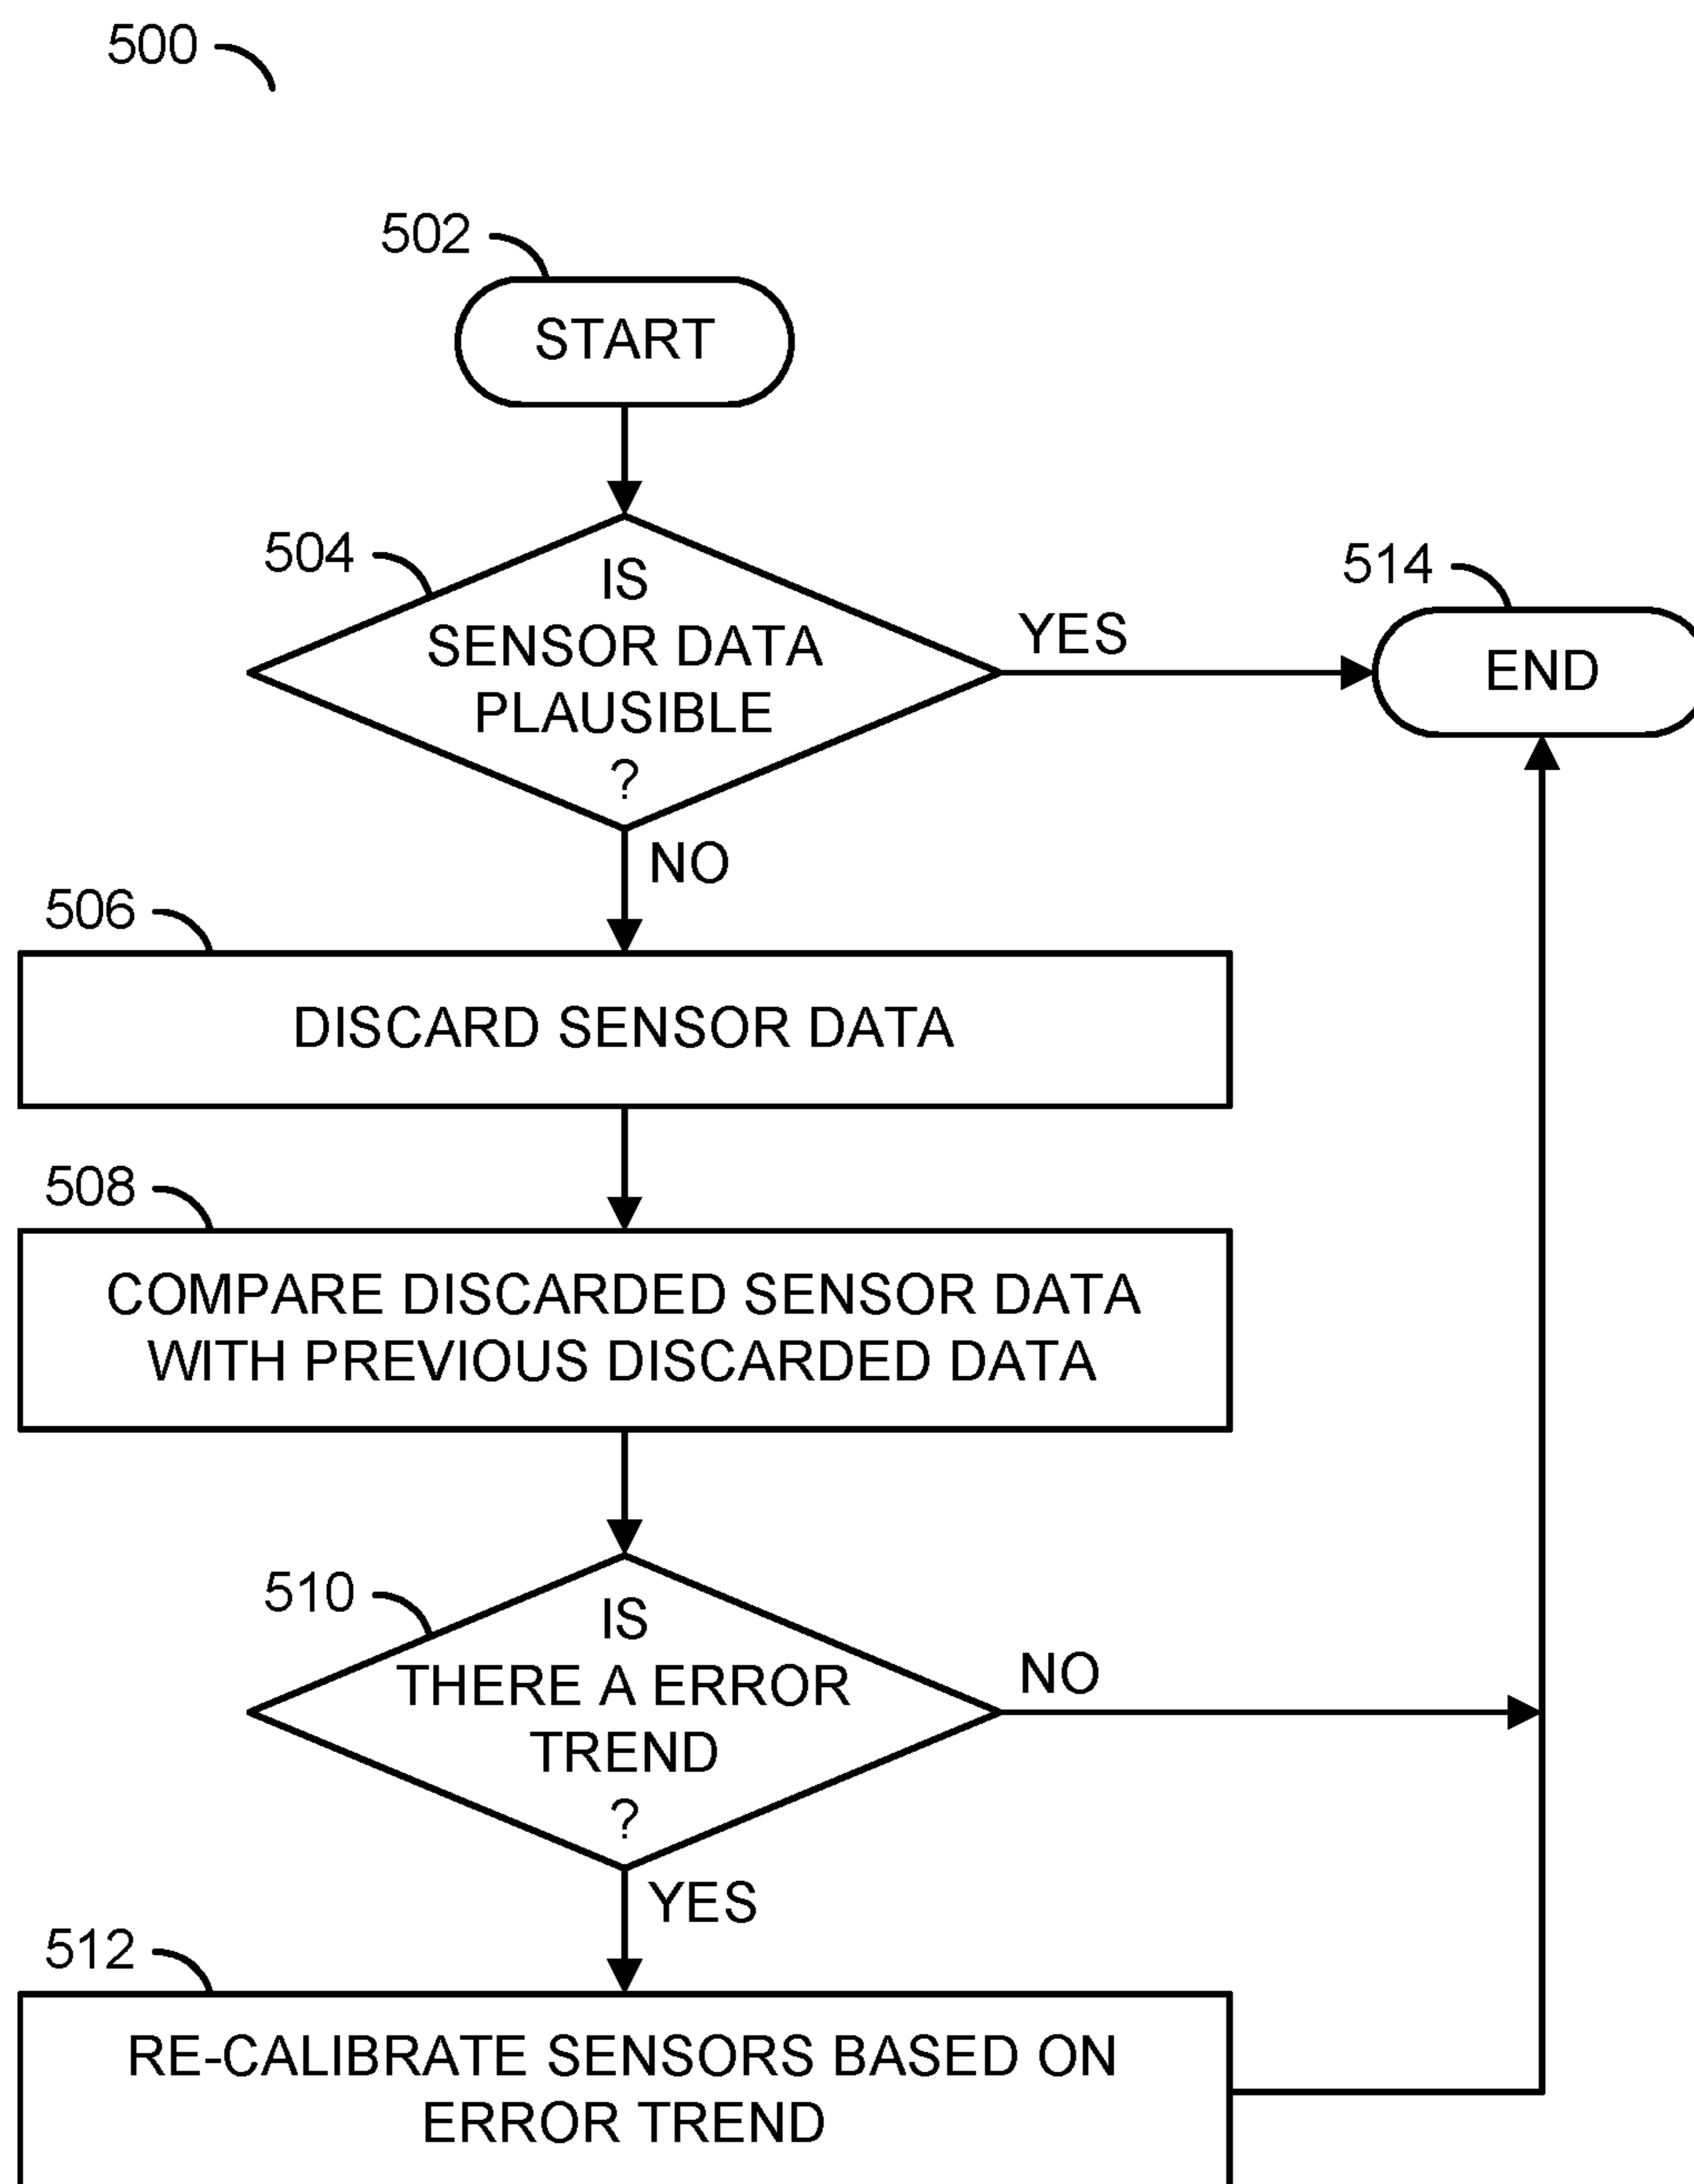 500
502
START
504
IS
SENSOR DATA
PLAUSIBLE
?
YES
514
END
NO
506
DISCARD SENSOR DATA
508
COMPARE DISCARDED SENSOR DATA
WITH PREVIOUS DISCARDED DATA
510
IS
THERE A ERROR
TREND
?
NO
YES
512
RE-CALIBRATE SENSORS BASED ON
ERROR TREND